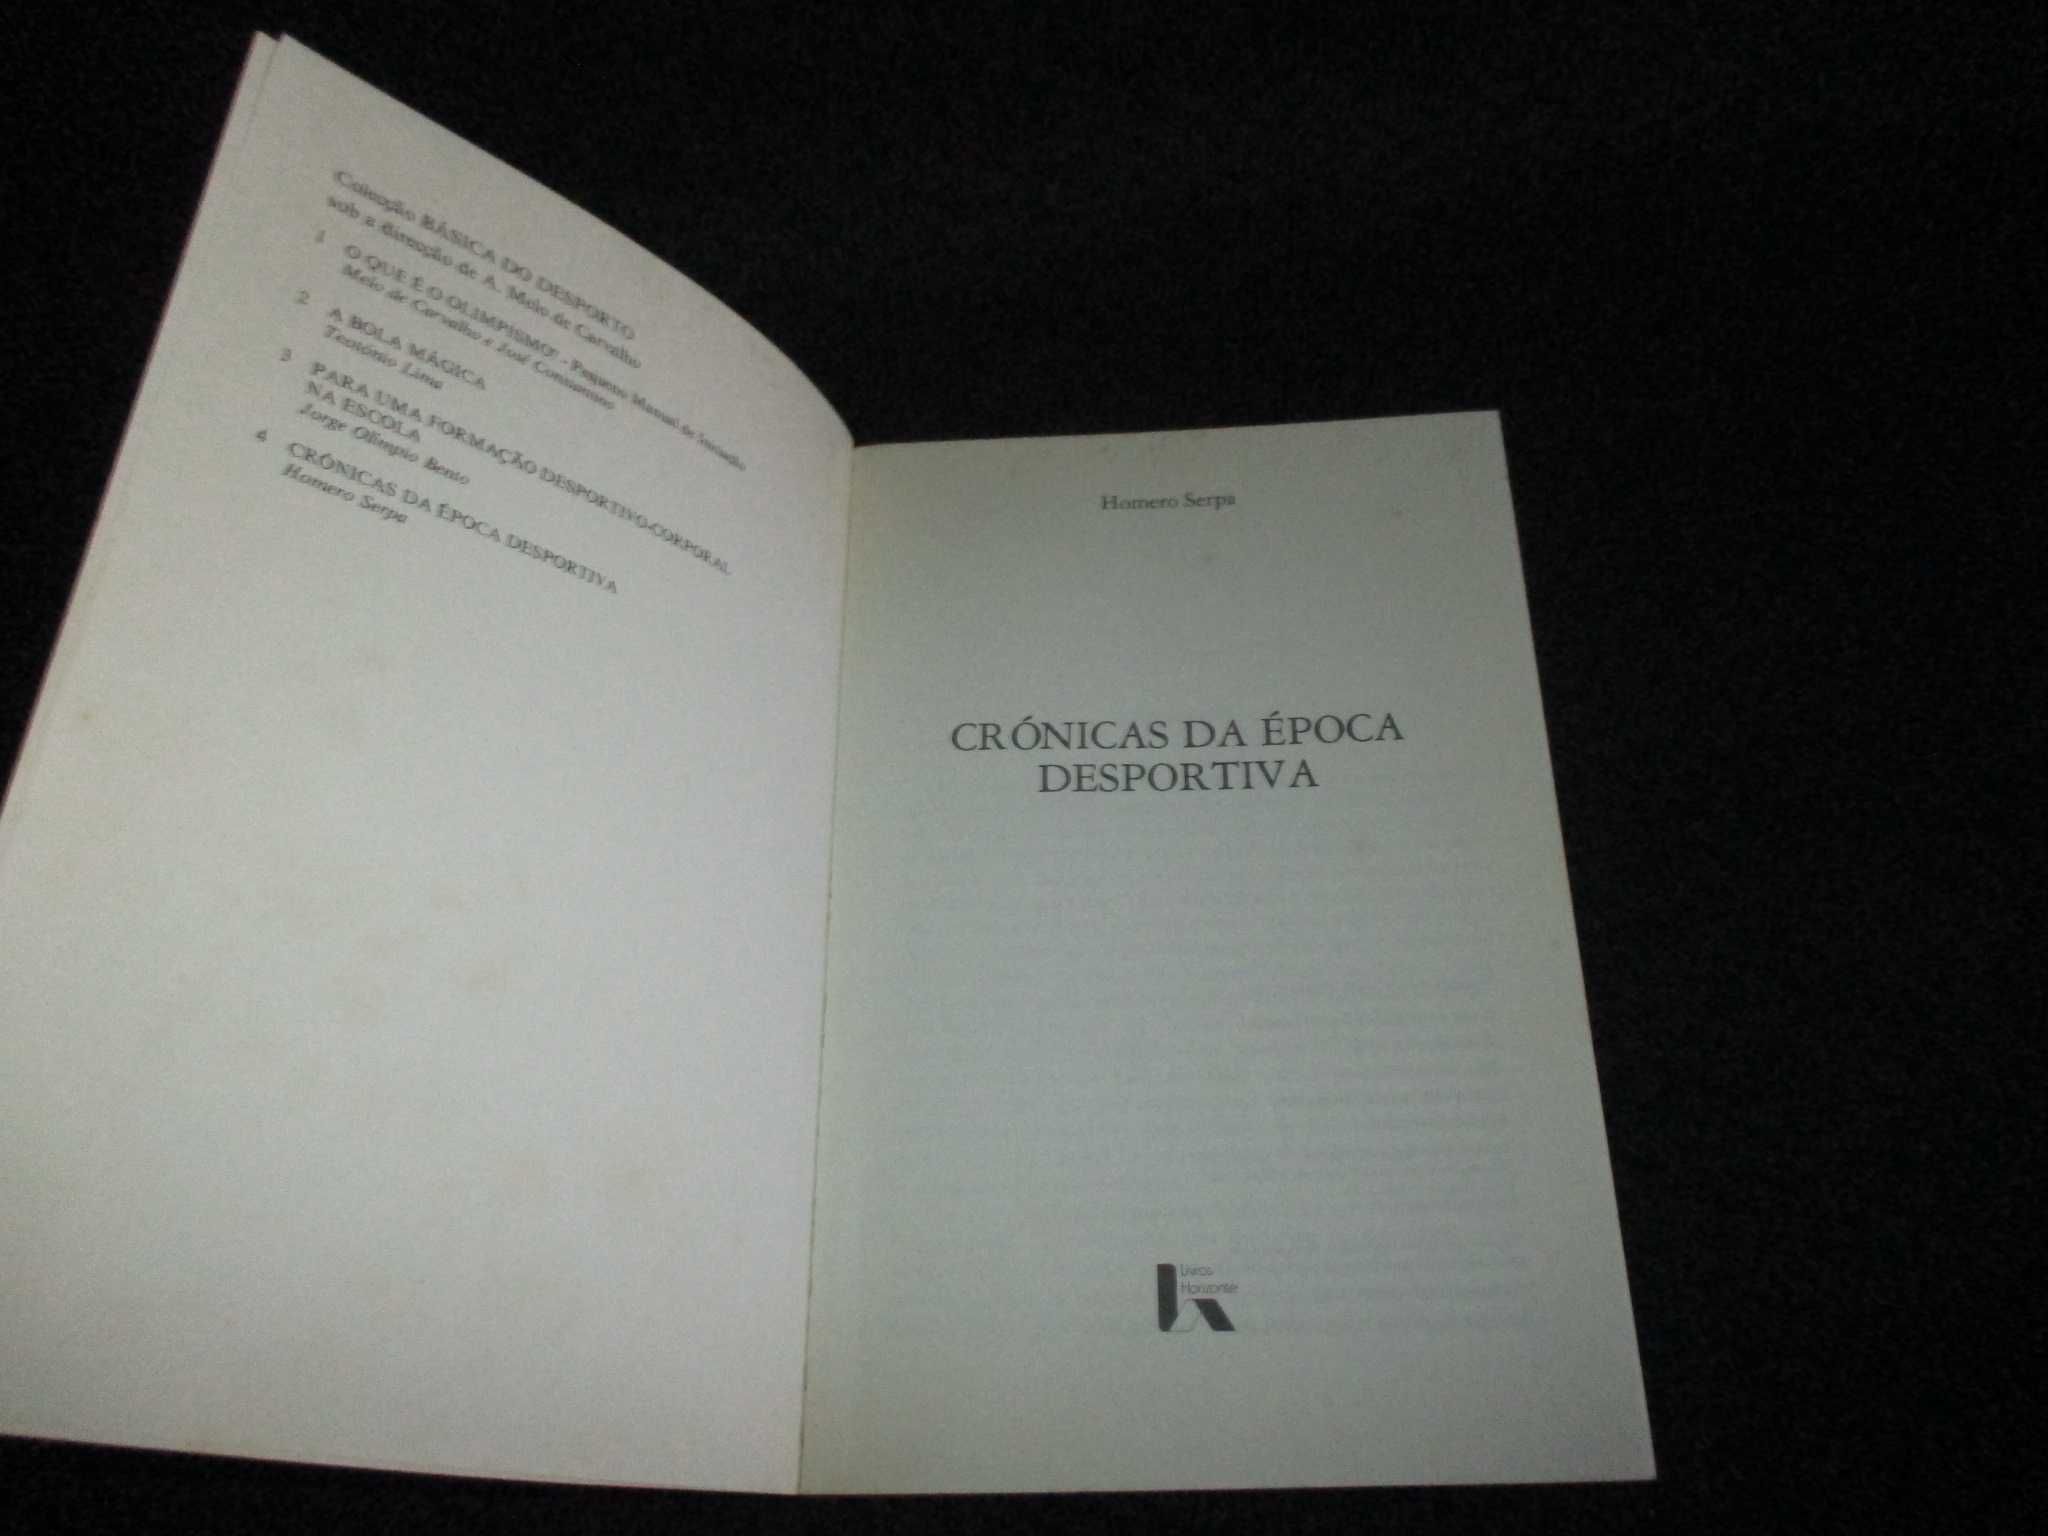 Colecção BÁSICA DO DESPORTO
sob a direcção de A. Melo de Carvalho
1 O QUE É O OLIMPISMO? - Pequeno Manual de Iniciação
Melo de Carvalho e José Constantino
2 A BOLA MÁGICA
Teotónio Lima
3 PARA UMA FORMAÇÃO DESPORTIVO-CORPORAL
NA ESCOLA
Jorge Olímpio Bento
4 CRÓNICAS DA ÉPOCA DESPORTIVA
Homero Serpa
Homero Serpa
CRÓNICAS DA ÉPOCA
DESPORTIVA
Livros
Horizonte